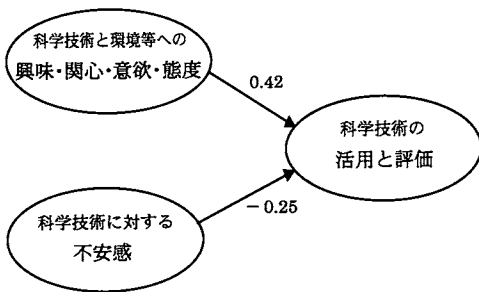 科学技術と環境等への
興味・関心・意欲・態度
0.42
科学技術の
活用と評価
科学技術に対する
不安感
－0.25